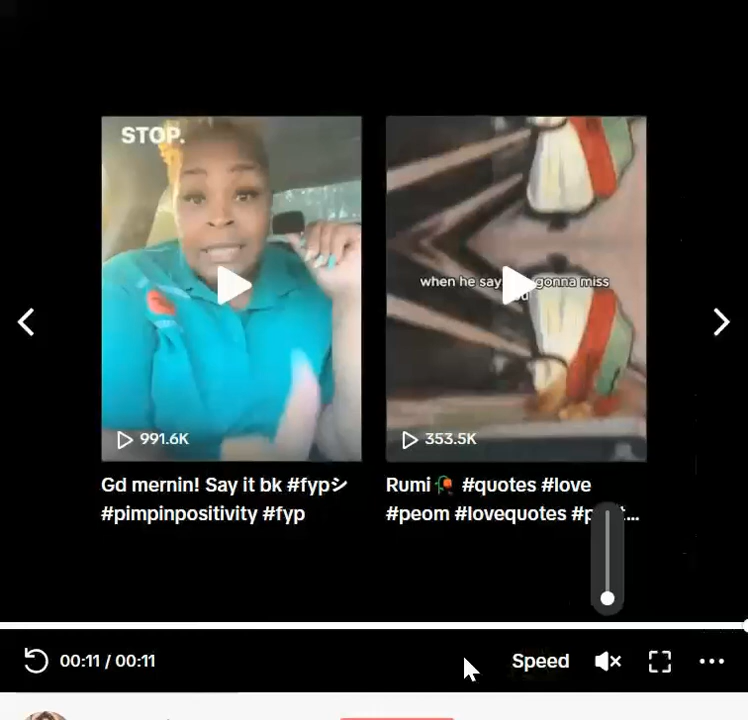 STOP.
when he say gonna miss
991.6K
353.5K
Gd mernin! Say it bk #fypシ
#pimpinpositivity #fyp
Rumi🥀 #quotes #love
#peom #lovequotes
00:11 / 00:11
Speed